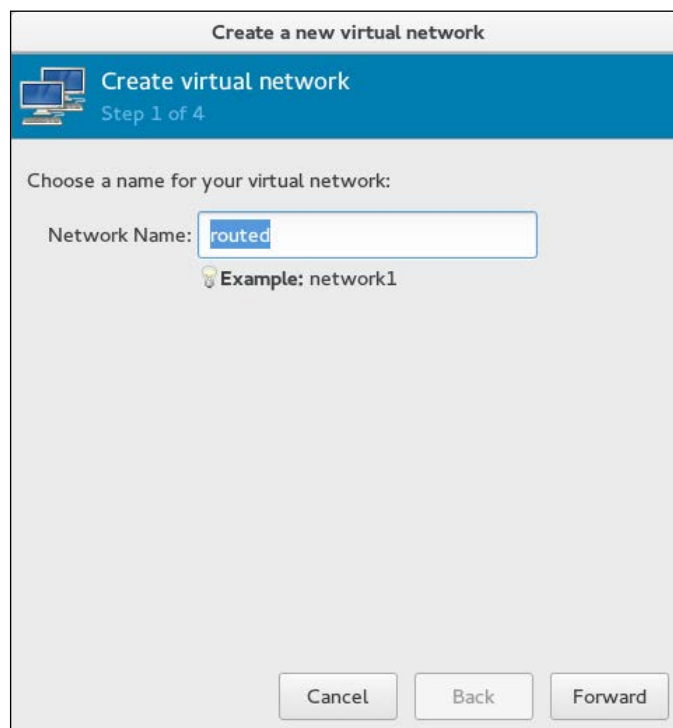 Create a new virtual network
Create virtual network
Step 1 of 4
Choose a name for your virtual network:
Network Name: routed
Example: network1
Cancel Back Forward